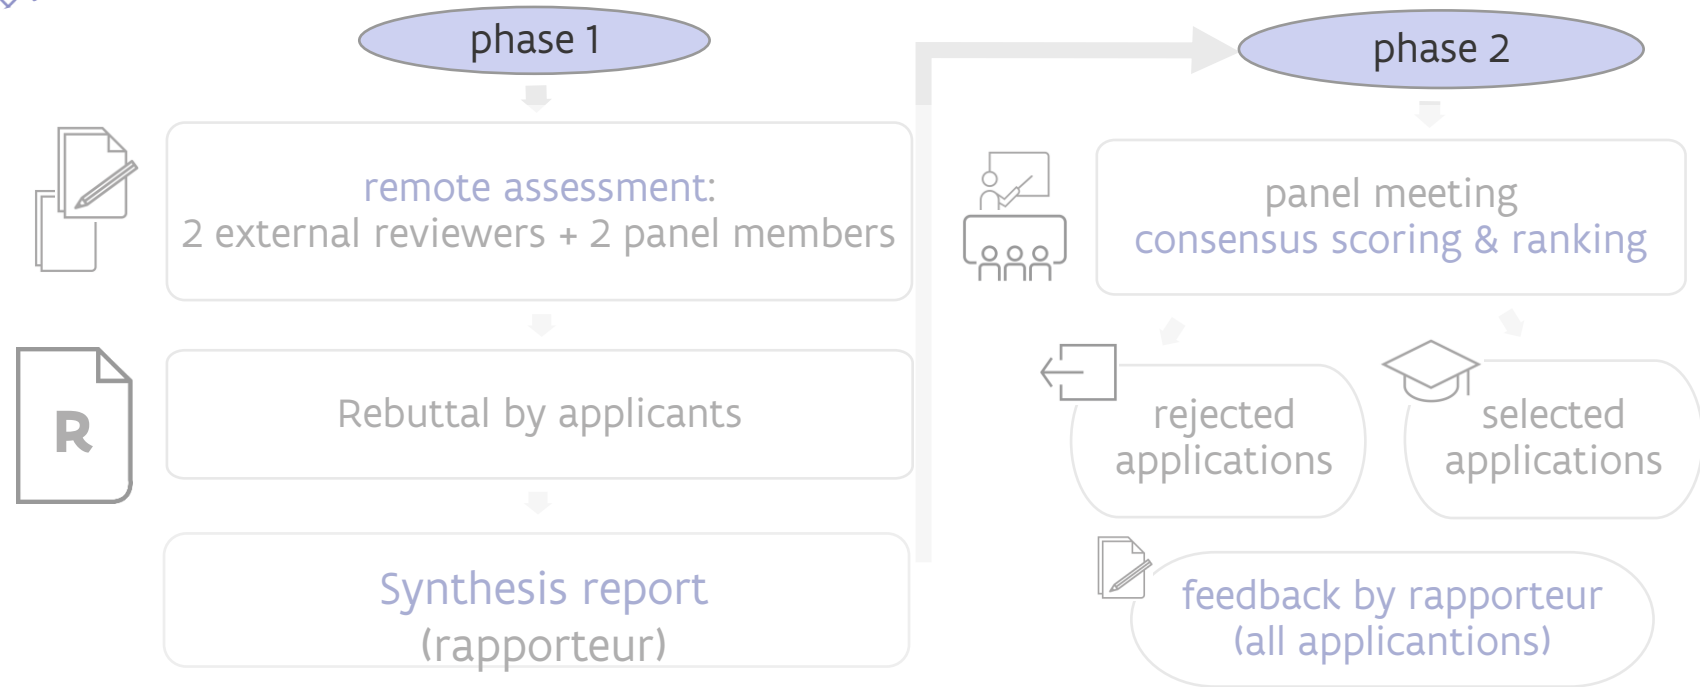 phase 1
remote assessment:
2 external reviewers + 2 panel members
R
Rebuttal by applicants
Synthesis report
(rapporteur)
phase 2
panel meeting
consensus scoring & ranking
rejected
applications
selected
applications
feedback by rapporteur
(all applicantions)